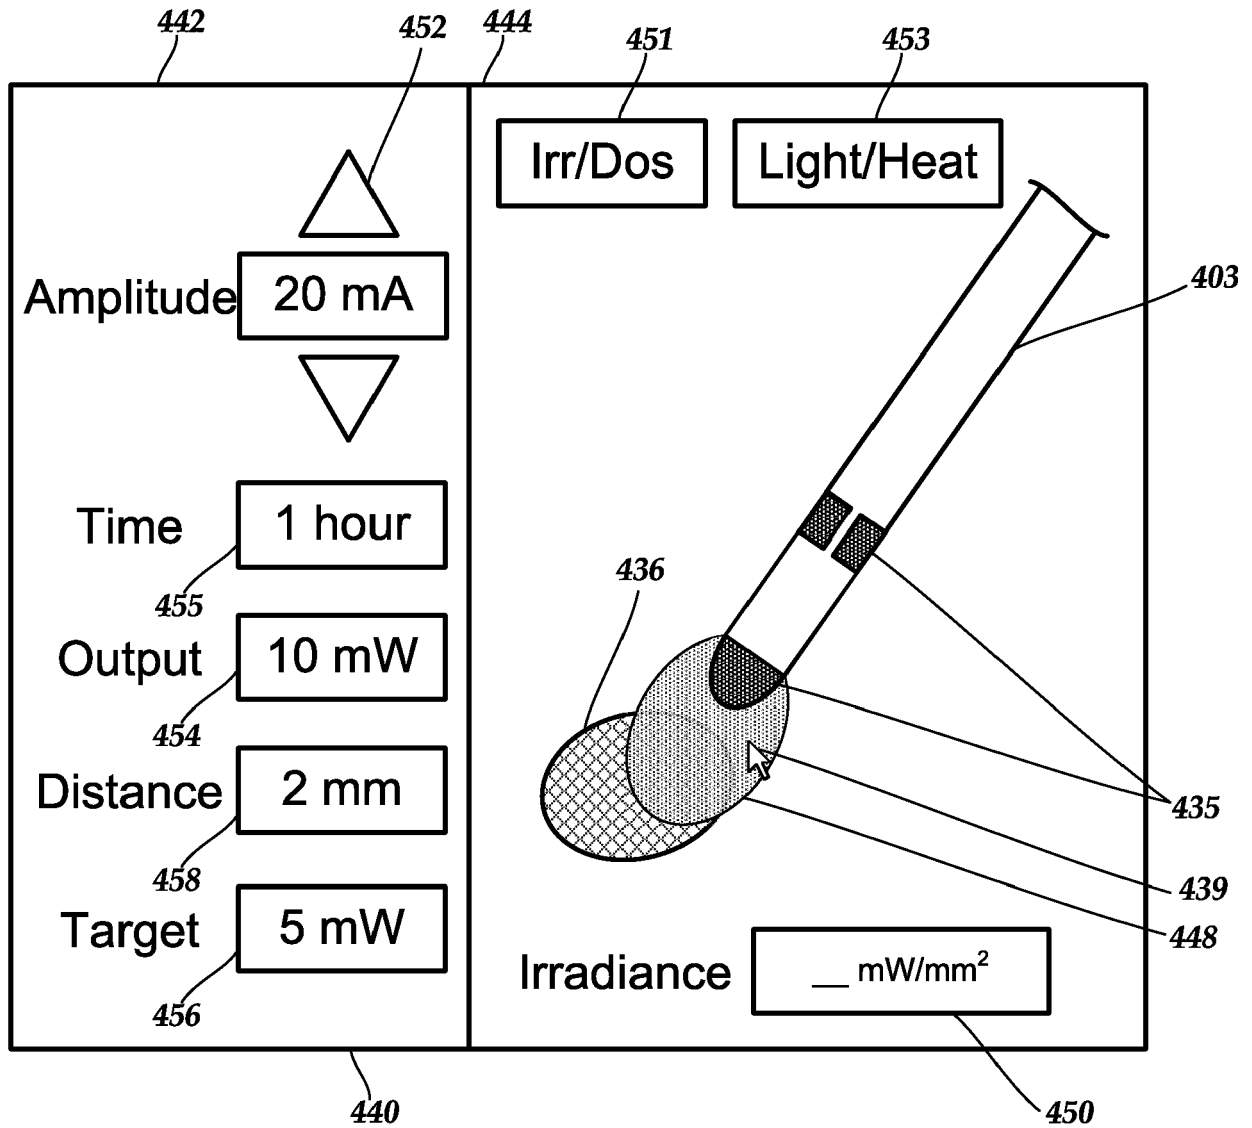 442
452
444
451
453
Irr/Dos
Light/Heat
403
Amplitude
20 mA
Time
1 hour
455
436
Output
10 mW
454
Distance
2 mm
435
458
439
Target
5 mW
448
456
Irradiance
__ mW/mm²
440
450